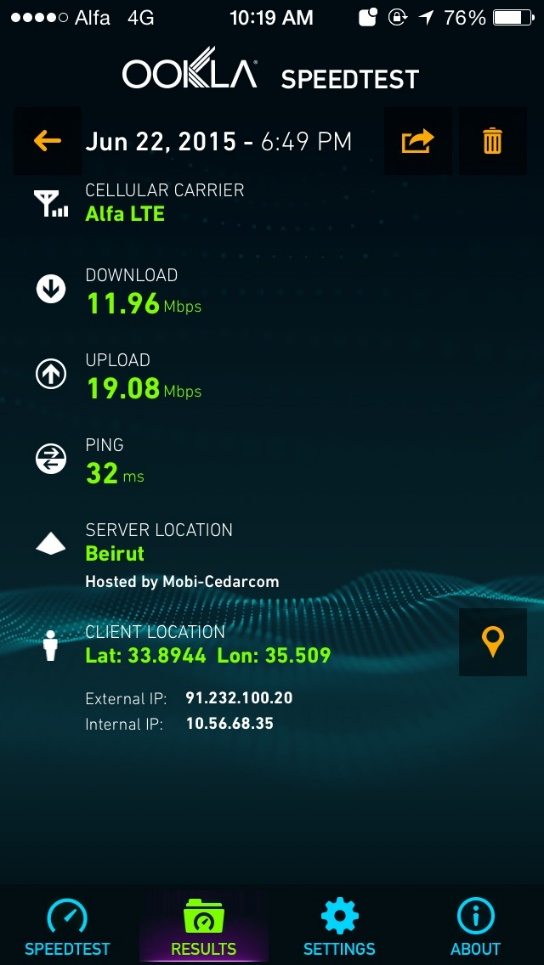 Alfa 4G 10:19 AM 76%
OOKLA® SPEEDTEST
Jun 22, 2015 - 6:49 PM
CELLULAR CARRIER
Alfa LTE
DOWNLOAD
11.96 Mbps
UPLOAD
19.08 Mbps
PING
32 ms
SERVER LOCATION
Beirut
Hosted by Mobi-Cedarcom
CLIENT LOCATION
Lat: 33.8944 Lon: 35.509
External IP: 91.232.100.20
Internal IP: 10.56.68.35
SPEEDTEST RESULTS SETTINGS ABOUT